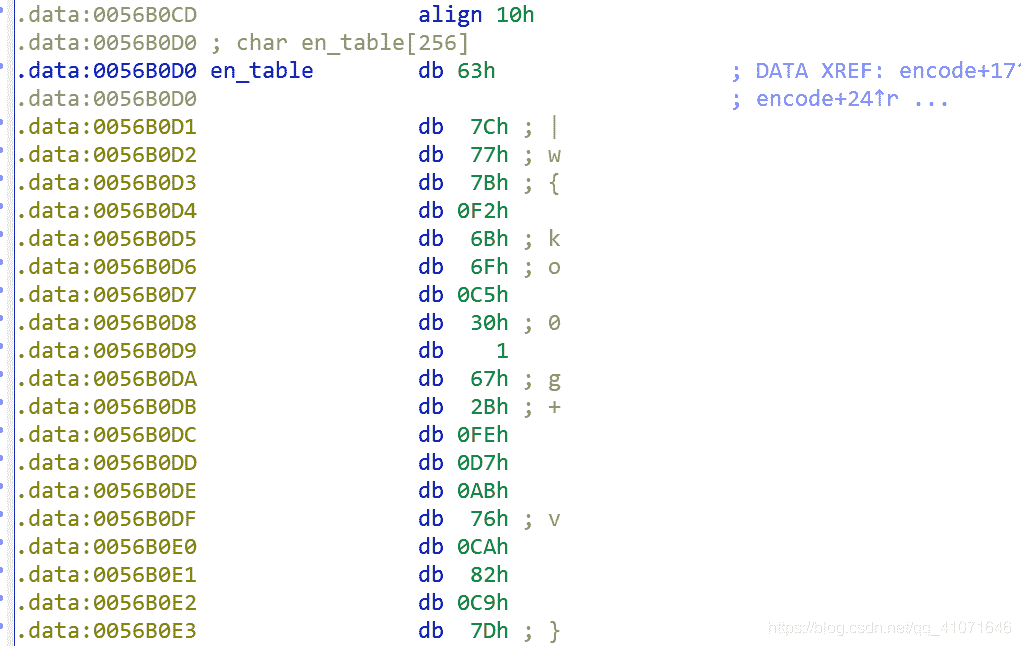 .data:0056B0CD align 10h
.data:0056B0D0 ; char en_table[256]
.data:0056B0D0 en_table db 63h ; DATA XREF: encode+17↑
.data:0056B0D0 ; encode+24↑r ...
.data:0056B0D1 db 7Ch ; |
.data:0056B0D2 db 77h ; w
.data:0056B0D3 db 7Bh ; {
.data:0056B0D4 db 0F2h
.data:0056B0D5 db 6Bh ; k
.data:0056B0D6 db 6Fh ; o
.data:0056B0D7 db 0C5h
.data:0056B0D8 db 30h ; 0
.data:0056B0D9 db 1
.data:0056B0DA db 67h ; g
.data:0056B0DB db 2Bh ; +
.data:0056B0DC db 0FEh
.data:0056B0DD db 0D7h
.data:0056B0DE db 0ABh
.data:0056B0DF db 76h ; v
.data:0056B0E0 db 0CAh
.data:0056B0E1 db 82h
.data:0056B0E2 db 0C9h
.data:0056B0E3 db 7Dh ; }
https://blog.csdn.net/qq_41071646